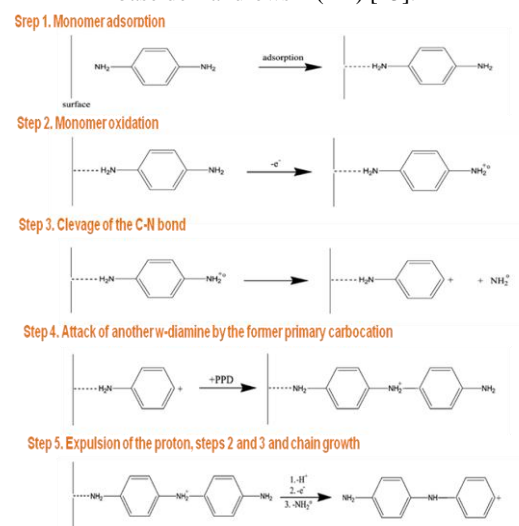 Srep 1. Monomer adsorption
NH₂ NH₂ adsorption H₂N NH₂
surface
Step 2. Monomer oxidation
H₂N NH₂ -e⁻ H₂N NH₂⁺°
Step 3. Clevage of the C-N bond
H₂N NH₂⁺° H₂N + + NH₂°
Step 4. Attack of another w-diamine by the former primary carbocation
H₂N + +PPD NH₂ NH₂⁺ NH₂
Step 5. Expulsion of the proton, steps 2 and 3 and chain growth
NH₂ NH₂⁺ NH₂ 1.-H⁺ NH₂ NH +
2.-e⁻
3.-NH₂°